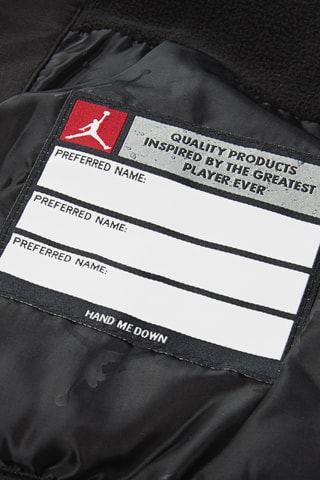 QUALITY PRODUCTS
INSPIRED BY THE GREATEST
PLAYER EVER
PREFERRED NAME:
PREFERRED NAME:
PREFERRED NAME:
HAND ME DOWN